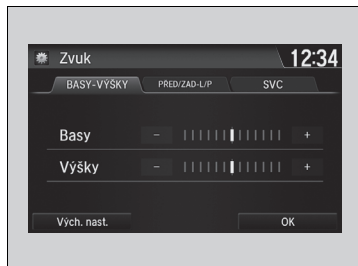 Zvuk 12:34
BASY-VÝŠKY PŘED/ZAD-L/P SVC
Basy - +
Výšky - +
Vých. nast. OK